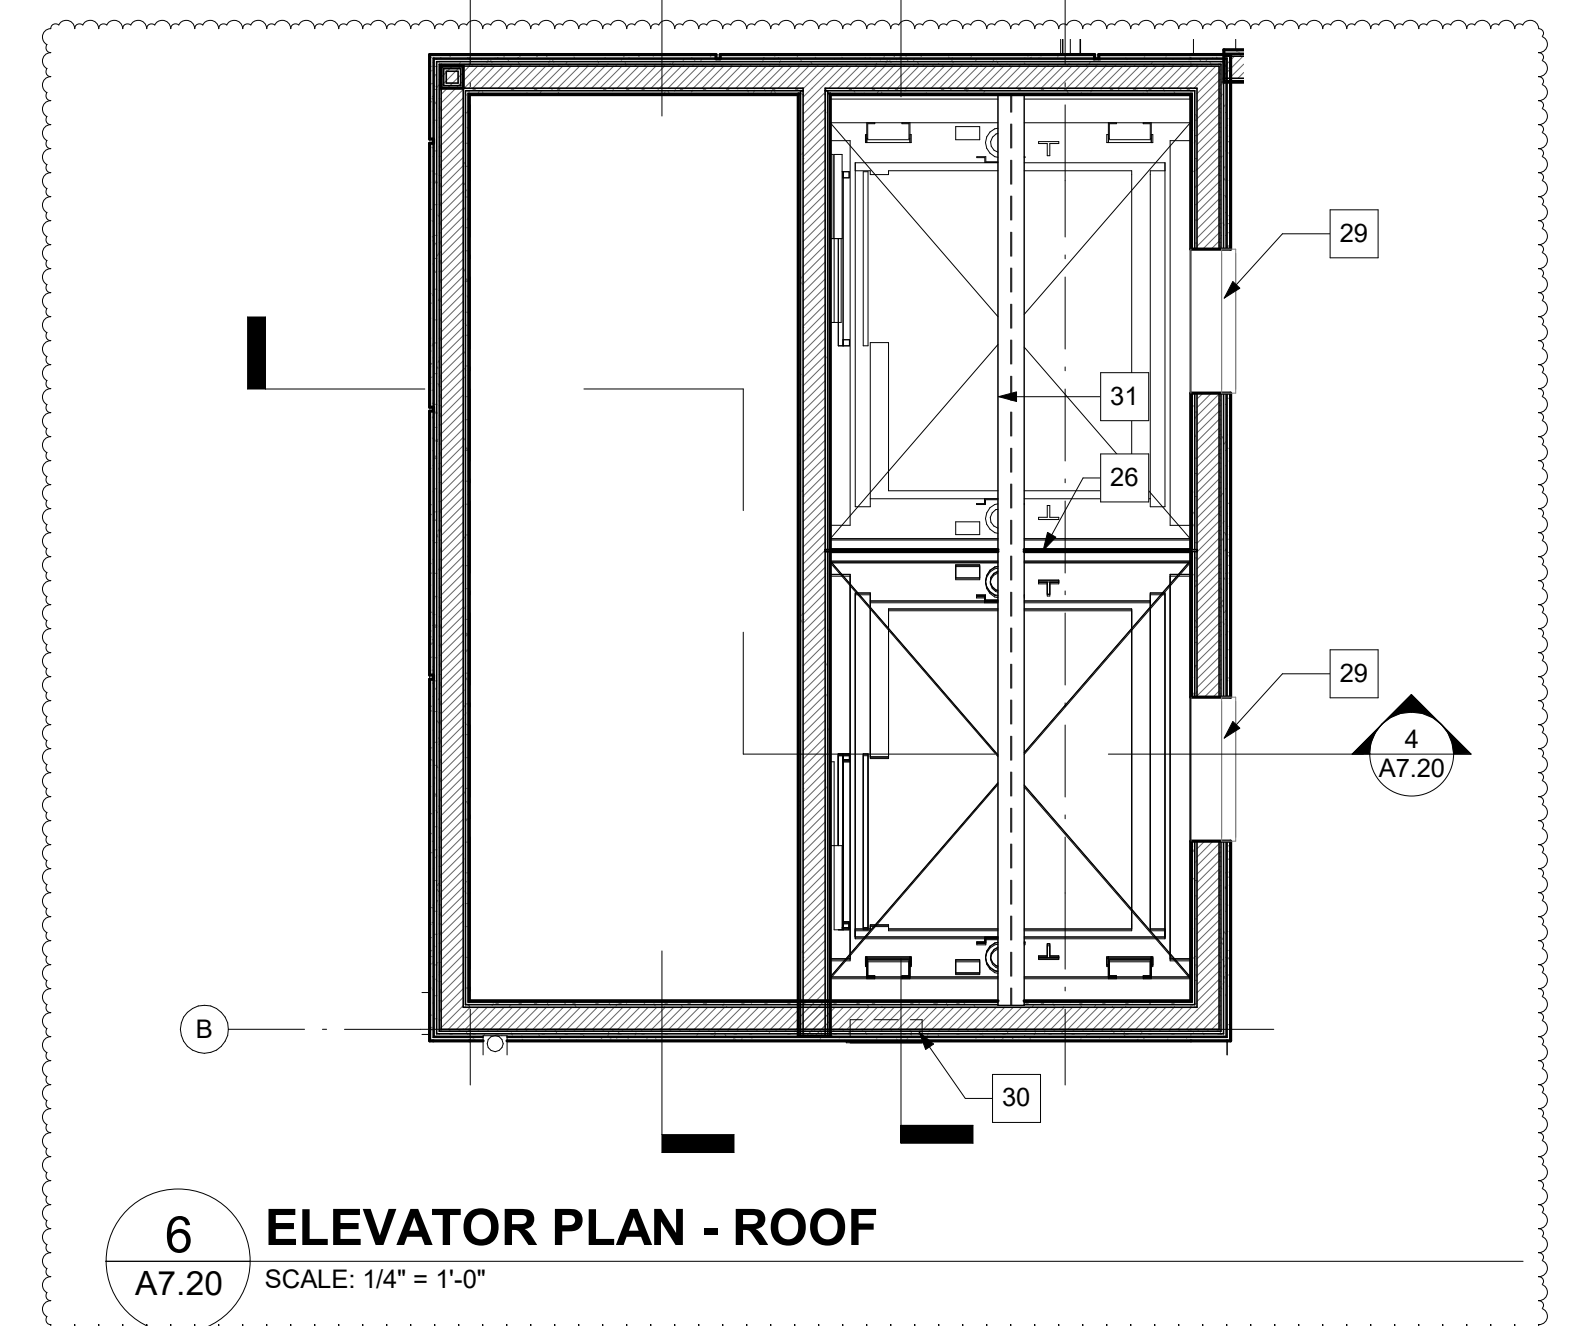 29
31
26
29
4
A7.20
B
30
6
A7.20
ELEVATOR PLAN - ROOF
SCALE: 1/4" = 1'-0"